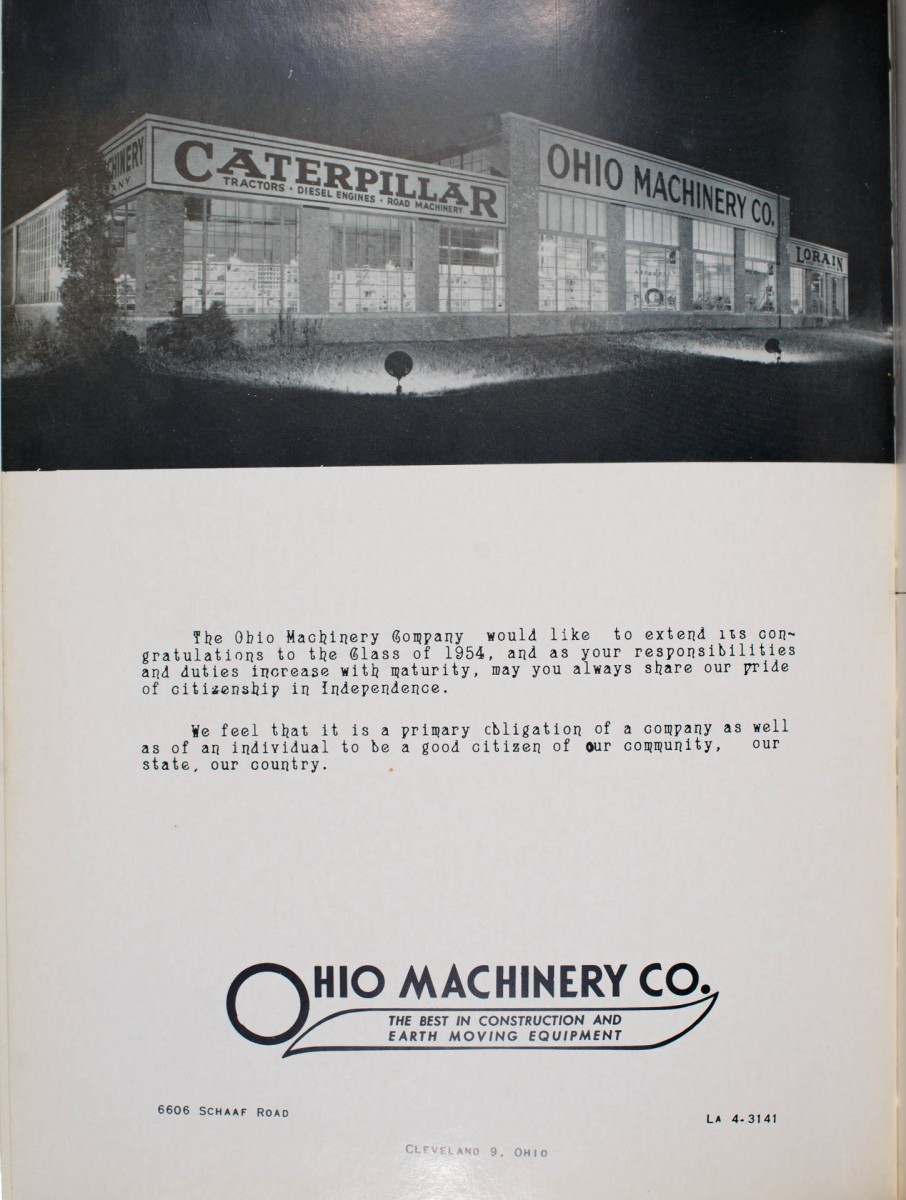 CHINERY
ANY
CATERPILLAR
TRACTORS · DIESEL ENGINES · ROAD MACHINERY
OHIO MACHINERY CO.
LORAIN
The Ohio Machinery Company would like to extend its con~
gratulations to the Class of 1954, and as your responsibilities
and duties increase with maturity, may you always share our pride
of citizenship in Independence.
We feel that it is a primary cbligation of a company as well
as of an individual to be a good citizen of our community, our
state, our country.
OHIO MACHINERY CO.
THE BEST IN CONSTRUCTION AND
EARTH MOVING EQUIPMENT
6606 SCHAAF ROAD
LA 4-3141
CLEVELAND 9, OHIO